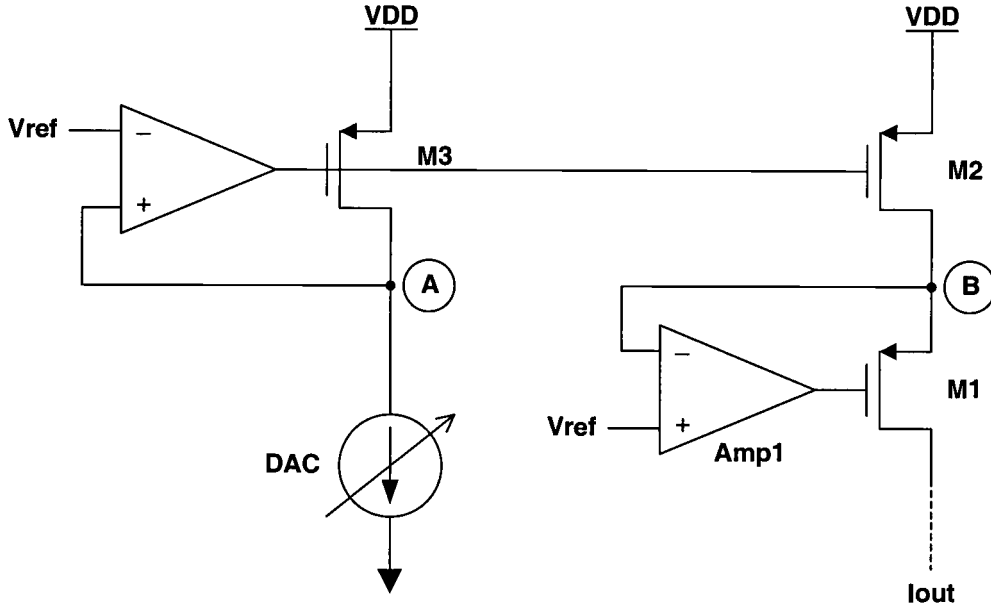 VDD
VDD
Vref
−
M3
M2
+
A
B
−
M1
Vref
+
Amp1
DAC
Iout